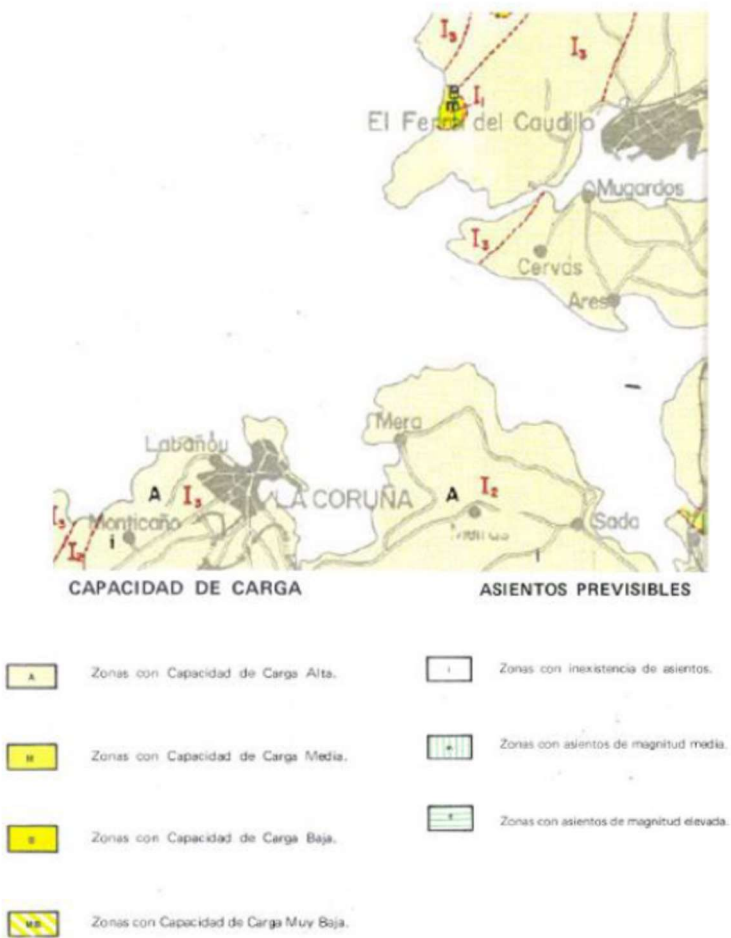 I₃
I₃
B
m
I₁
El Ferrol del Caudillo
Mugardos
I₃
Cervás
Ares
Mera
Labañou
A
I₃
LA CORUÑA
A
I₂
I₃
Monticaño
i
I₂
Sada
i
CAPACIDAD DE CARGA
ASIENTOS PREVISIBLES
A
Zonas con Capacidad de Carga Alta.
i
Zonas con inexistencia de asientos.
M
Zonas con Capacidad de Carga Media.
Zonas con asientos de magnitud media.
B
Zonas con Capacidad de Carga Baja.
Zonas con asientos de magnitud elevada.
MB
Zonas con Capacidad de Carga Muy Baja.